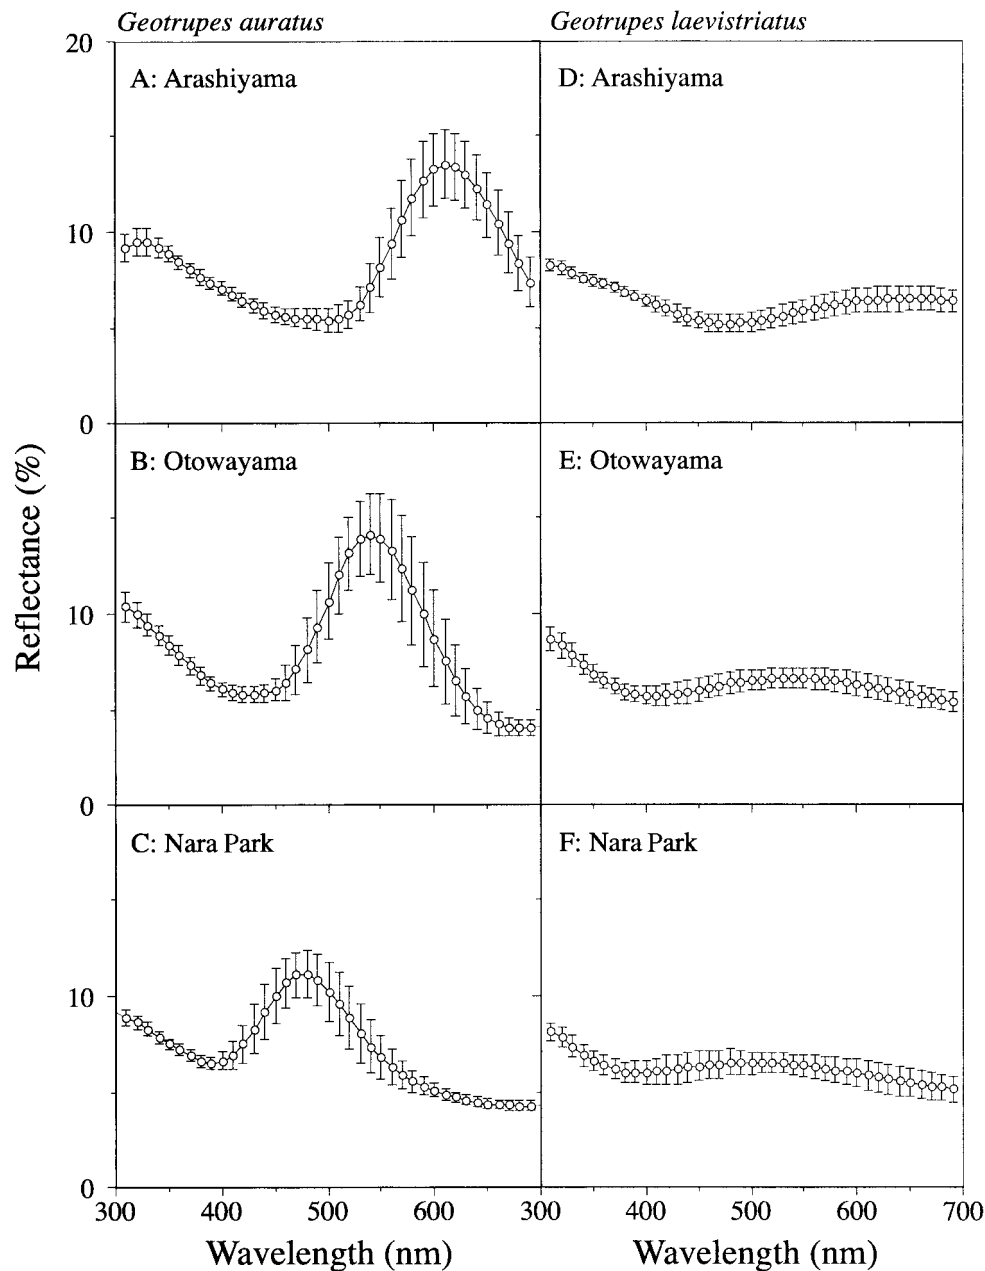 Geotrupes auratus
Geotrupes laevistriatus
20
A: Arashiyama
D: Arashiyama
10
0
B: Otowayama
E: Otowayama
Reflectance (%)
10
0
C: Nara Park
F: Nara Park
10
0
300 400 500 600 300 400 500 600 700
Wavelength (nm)
Wavelength (nm)